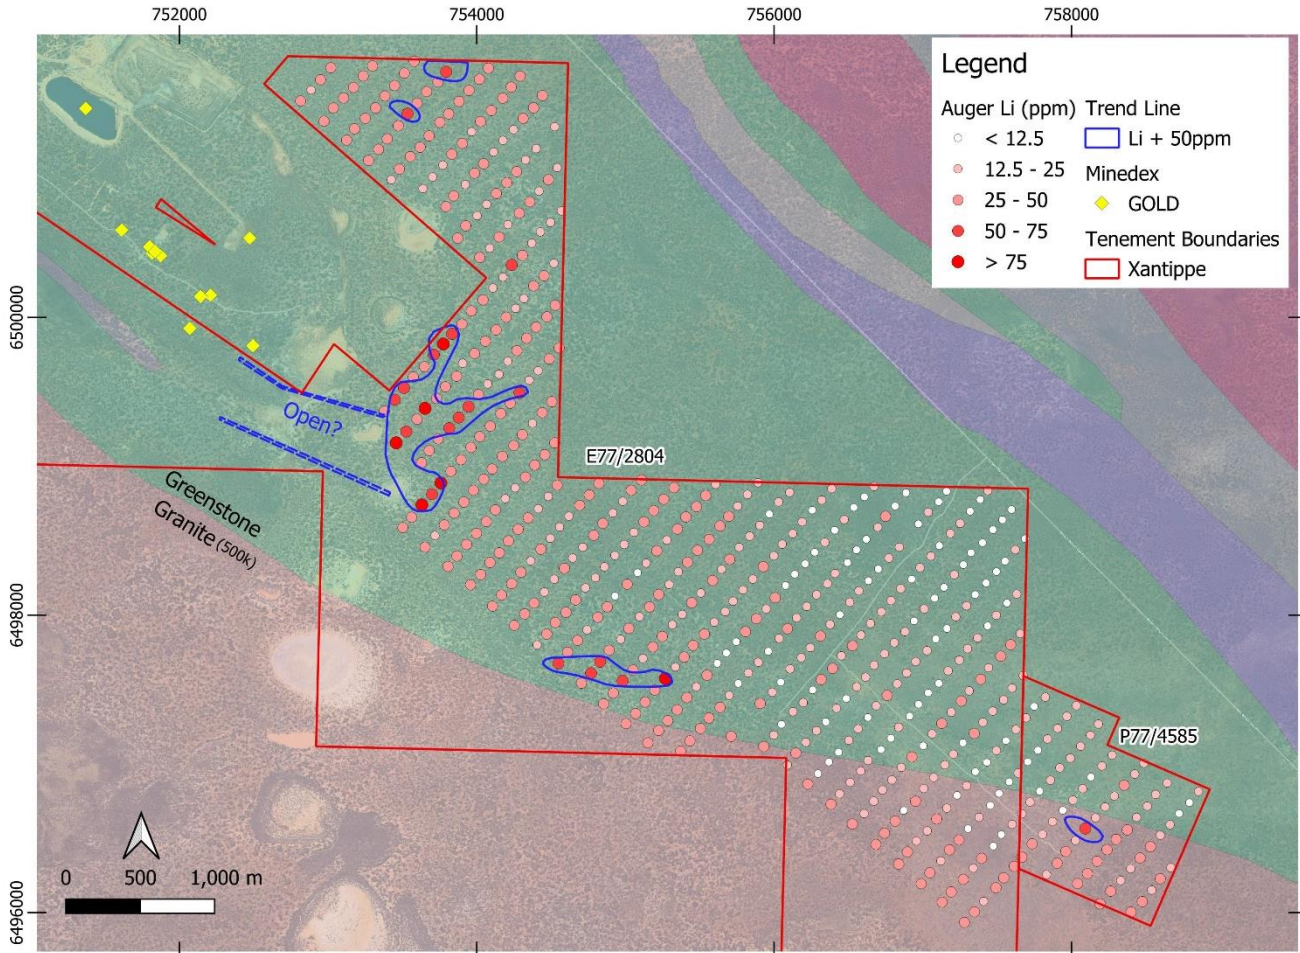 752000
754000
756000
758000
Legend
Auger Li (ppm)
< 12.5
12.5 - 25
25 - 50
50 - 75
> 75
Trend Line
Li + 50ppm
Minedex
GOLD
Tenement Boundaries
Xantippe
6500000
6498000
6496000
Open?
E77/2804
Greenstone
Granite (500k)
P77/4585
0 500 1,000 m